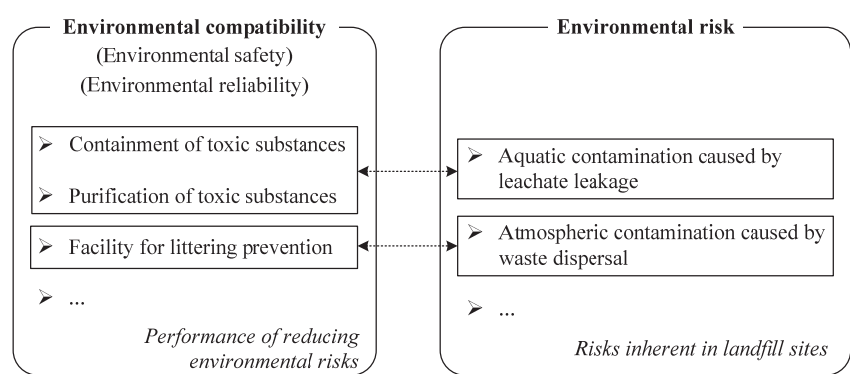 Environmental compatibility
(Environmental safety)
(Environmental reliability)
➢ Containment of toxic substances
➢ Purification of toxic substances
➢ Facility for littering prevention
➢ ...
Performance of reducing
environmental risks
Environmental risk
➢ Aquatic contamination caused by
leachate leakage
➢ Atmospheric contamination caused by
waste dispersal
➢ ...
Risks inherent in landfill sites